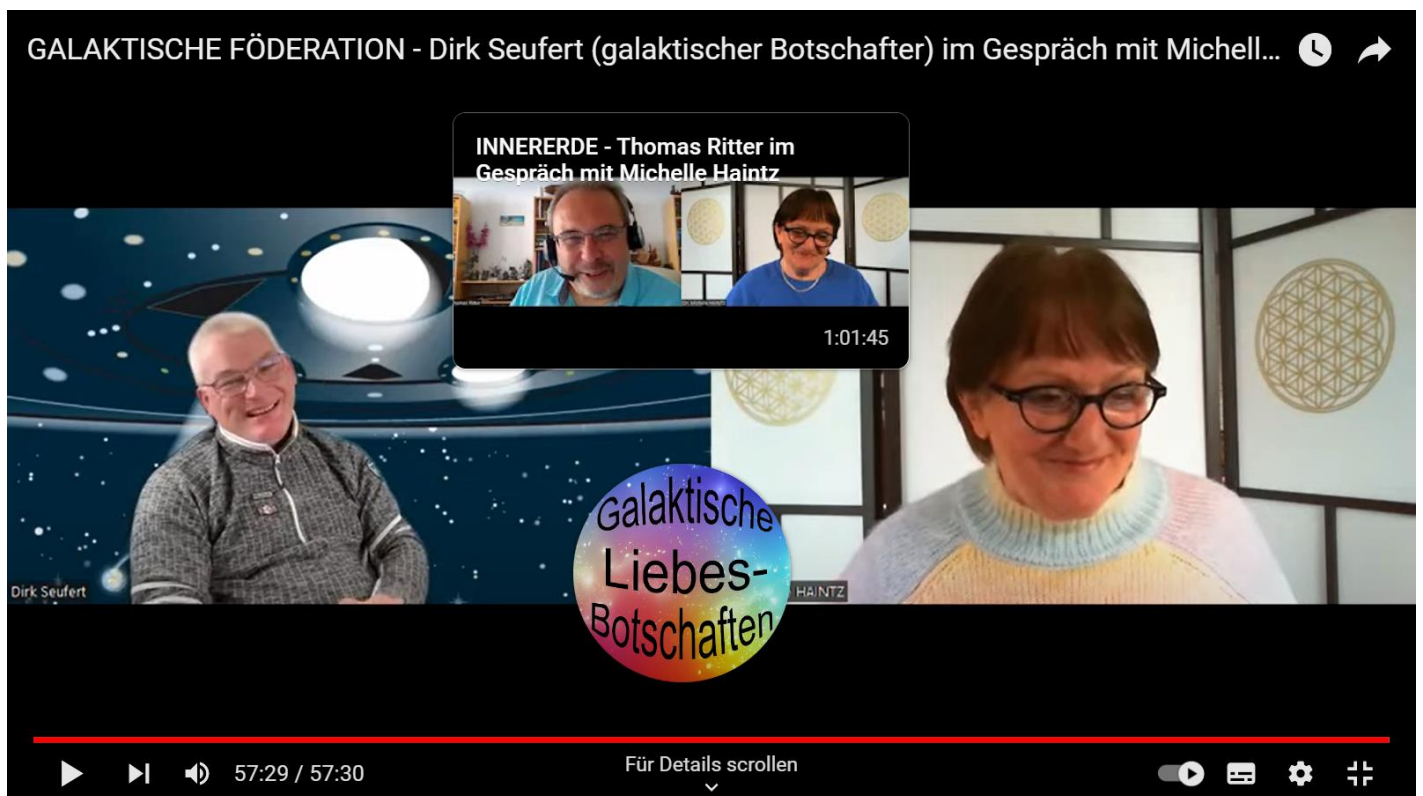 GALAKTISCHE FÖDERATION - Dirk Seufert (galaktischer Botschafter) im Gespräch mit Michell...
INNERERDE - Thomas Ritter im
Gespräch mit Michelle Haintz
1:01:45
Galaktische
Liebes-
Botschaften
Dirk Seufert
HAINTZ
57:29 / 57:30
Für Details scrollen